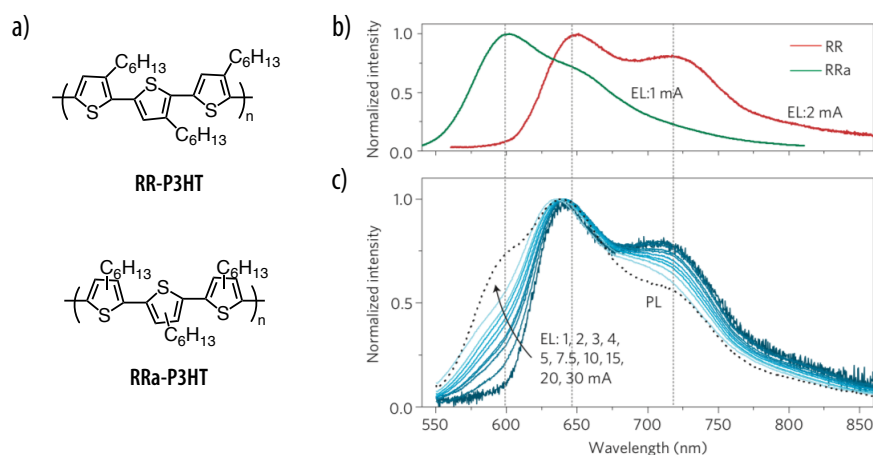 a)
C6H13
C6H13
S
S
S
n
C6H13
RR-P3HT
C6H13
C6H13
S
S
S
n
C6H13
RRa-P3HT
b)
Normalized intensity
1.0
0.5
0.0
RR
RRa
EL:1 mA
EL:2 mA
c)
Normalized intensity
1.0
0.5
0.0
PL
EL: 1, 2, 3, 4,
5, 7.5, 10, 15,
20, 30 mA
550 600 650 700 750 800 850
Wavelength (nm)